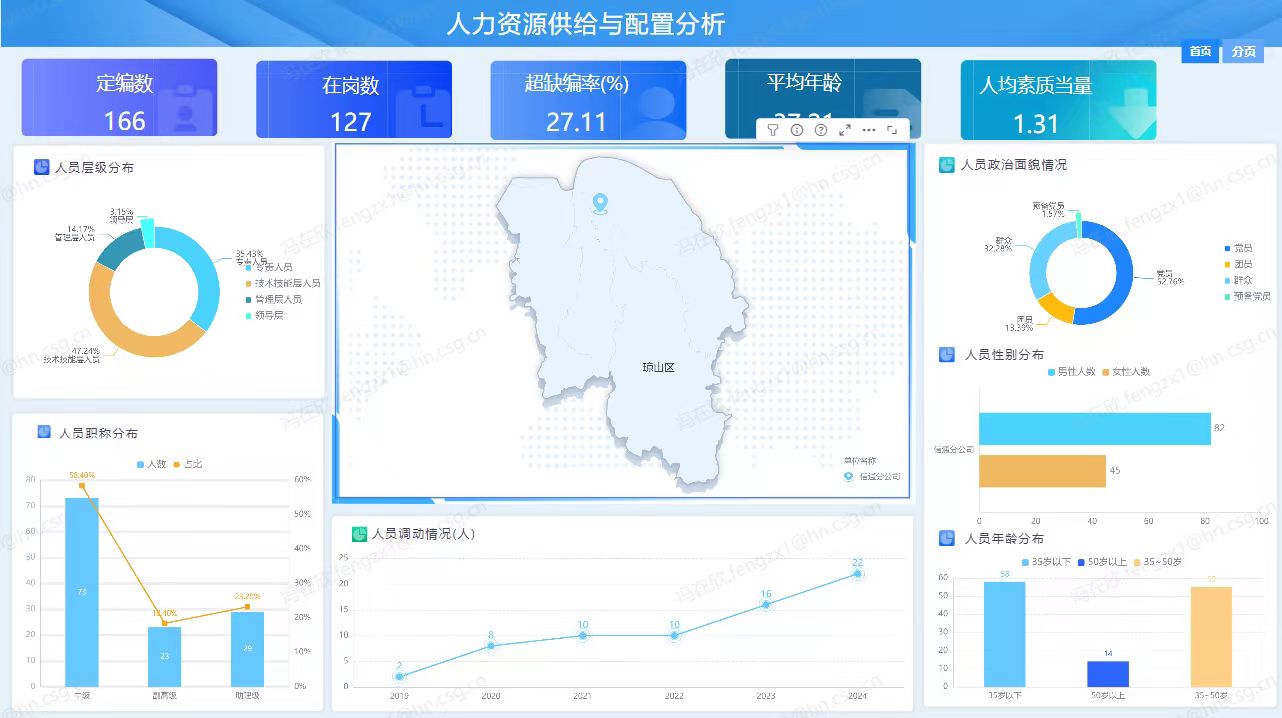 人力资源供给与配置分析
首页 分页
定编数
166
在岗数
127
超缺编率(%)
27.11
平均年龄
人均素质当量
1.31
人员层级分布
3.15%
领导层
14.17%
管理层人员
35.43%
专责人员
技术技能层人员
管理层人员
领导层
47.24%
技术技能层人员
琼山区
单位名称
信通分公司
人员政治面貌情况
预备党员
1.57%
群众
32.28%
党员
52.76%
团员
13.39%
党员
团员
群众
预备党员
人员性别分布
男性人数 女性人数
82
信通分公司
45
0 20 40 60 80 100
人员职称分布
人数 占比
58.40%
18.40%
23.20%
80
70
60
50
40
30
20
10
0
60%
50%
40%
30%
20%
10%
0%
73
23
29
中级 副高级 助理级
人员调动情况(人)
25
20
15
10
5
0
2
8
10
10
16
22
2019 2020 2021 2022 2023 2024
人员年龄分布
35岁以下 50岁以上 35~50岁
60
50
40
30
20
10
0
58
14
55
35岁以下 50岁以上 35~50岁
冯在欣.fengzx1@hn.csg.cn